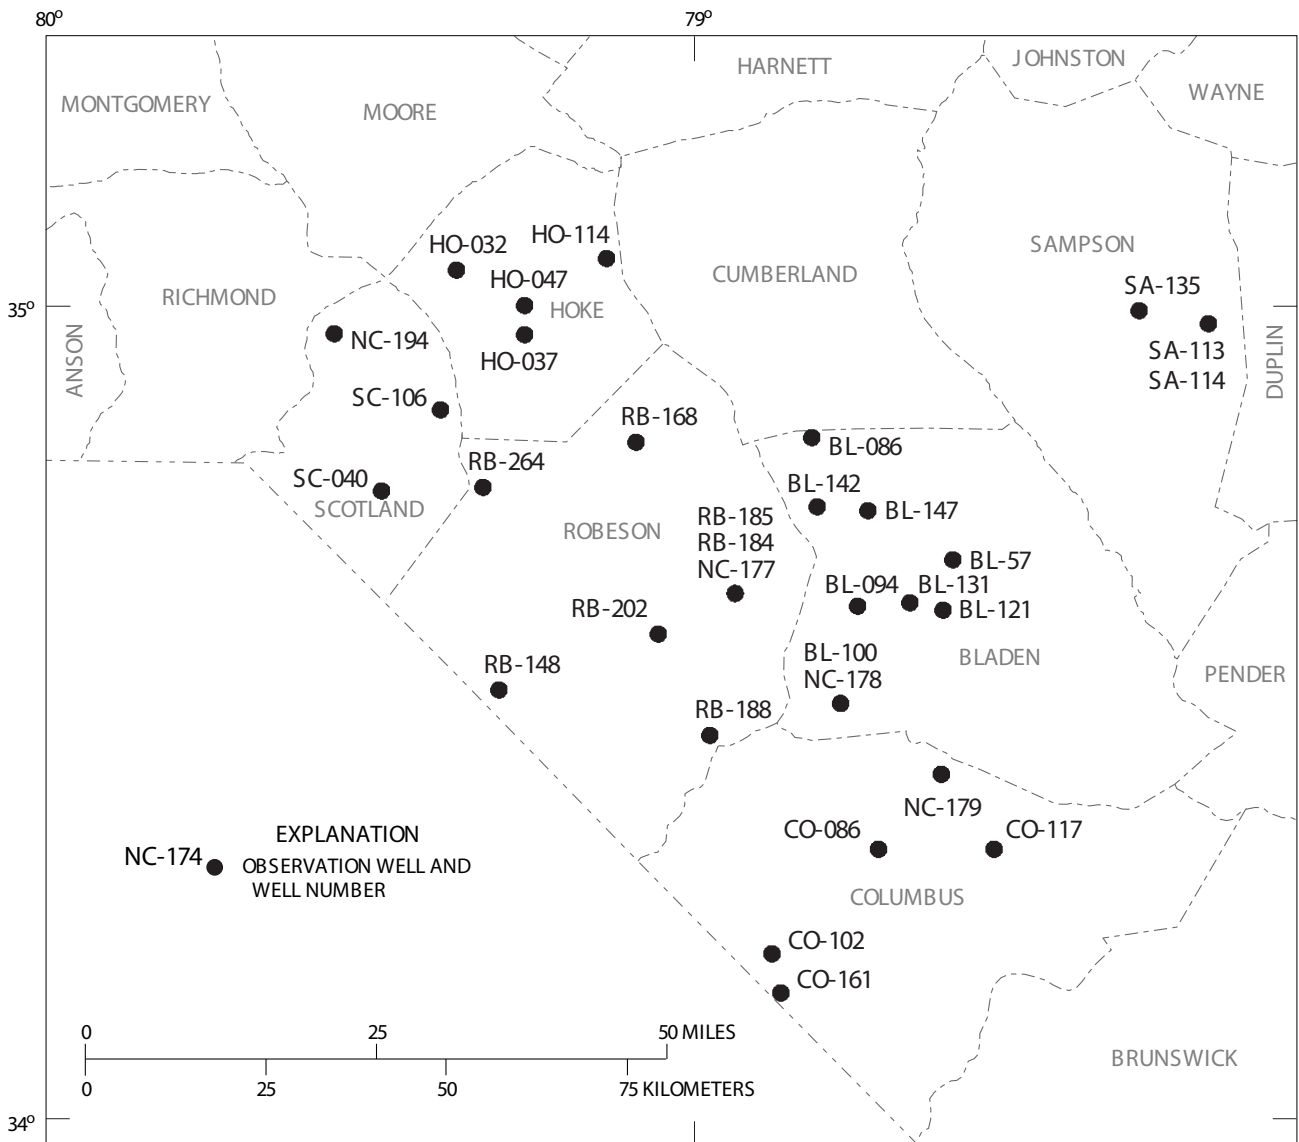 80º
79º
JOHNSTON
HARNETT
WAYNE
MONTGOMERY
MOORE
HO-114
HO-032
SAMPSON
CUMBERLAND
HO-047
SA-135
RICHMOND
35º
HOKE
NC-194
ANSON
HO-037
SA-113
SA-114
DUPLIN
SC-106
RB-168
BL-086
RB-264
SC-040
BL-142
SCOTLAND
BL-147
RB-185
RB-184
NC-177
ROBESON
BL-57
BL-094
BL-131
RB-202
BL-121
BL-100
NC-178
BLADEN
RB-148
PENDER
RB-188
NC-179
EXPLANATION
CO-086
CO-117
NC-174
OBSERVATION WELL AND
WELL NUMBER
COLUMBUS
CO-102
CO-161
0 25 50 MILES
0 25 50 75 KILOMETERS
BRUNSWICK
34º